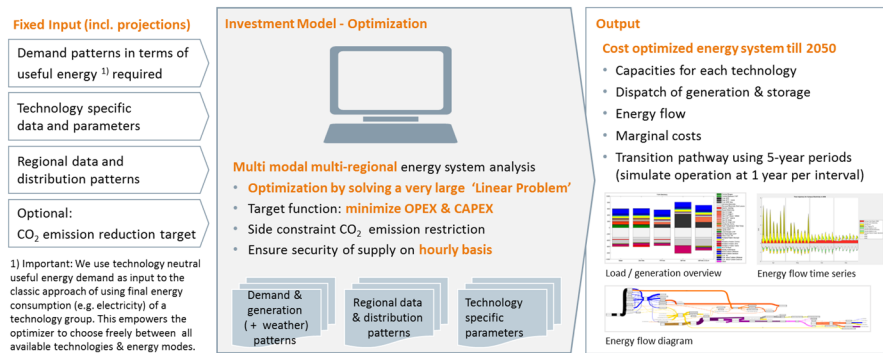 Fixed Input (incl. projections)
Demand patterns in terms of
useful energy 1) required
Technology specific
data and parameters
Regional data and
distribution patterns
Optional:
CO2 emission reduction target
1) Important: We use technology neutral
useful energy demand as input to the
classic approach of using final energy
consumption (e.g. electricity) of a
technology group. This empowers the
optimizer to choose freely between all
available technologies & energy modes.
Investment Model - Optimization
Multi modal multi-regional energy system analysis
• Optimization by solving a very large 'Linear Problem'
• Target function: minimize OPEX & CAPEX
• Side constraint CO2 emission restriction
• Ensure security of supply on hourly basis
Demand &
generation
( + weather)
patterns
Regional data
& distribution
patterns
Technology
specific
parameters
Output
Cost optimized energy system till 2050
• Capacities for each technology
• Dispatch of generation & storage
• Energy flow
• Marginal costs
• Transition pathway using 5-year periods
(simulate operation at 1 year per interval)
Load / generation overview
Energy flow time series
Energy flow diagram